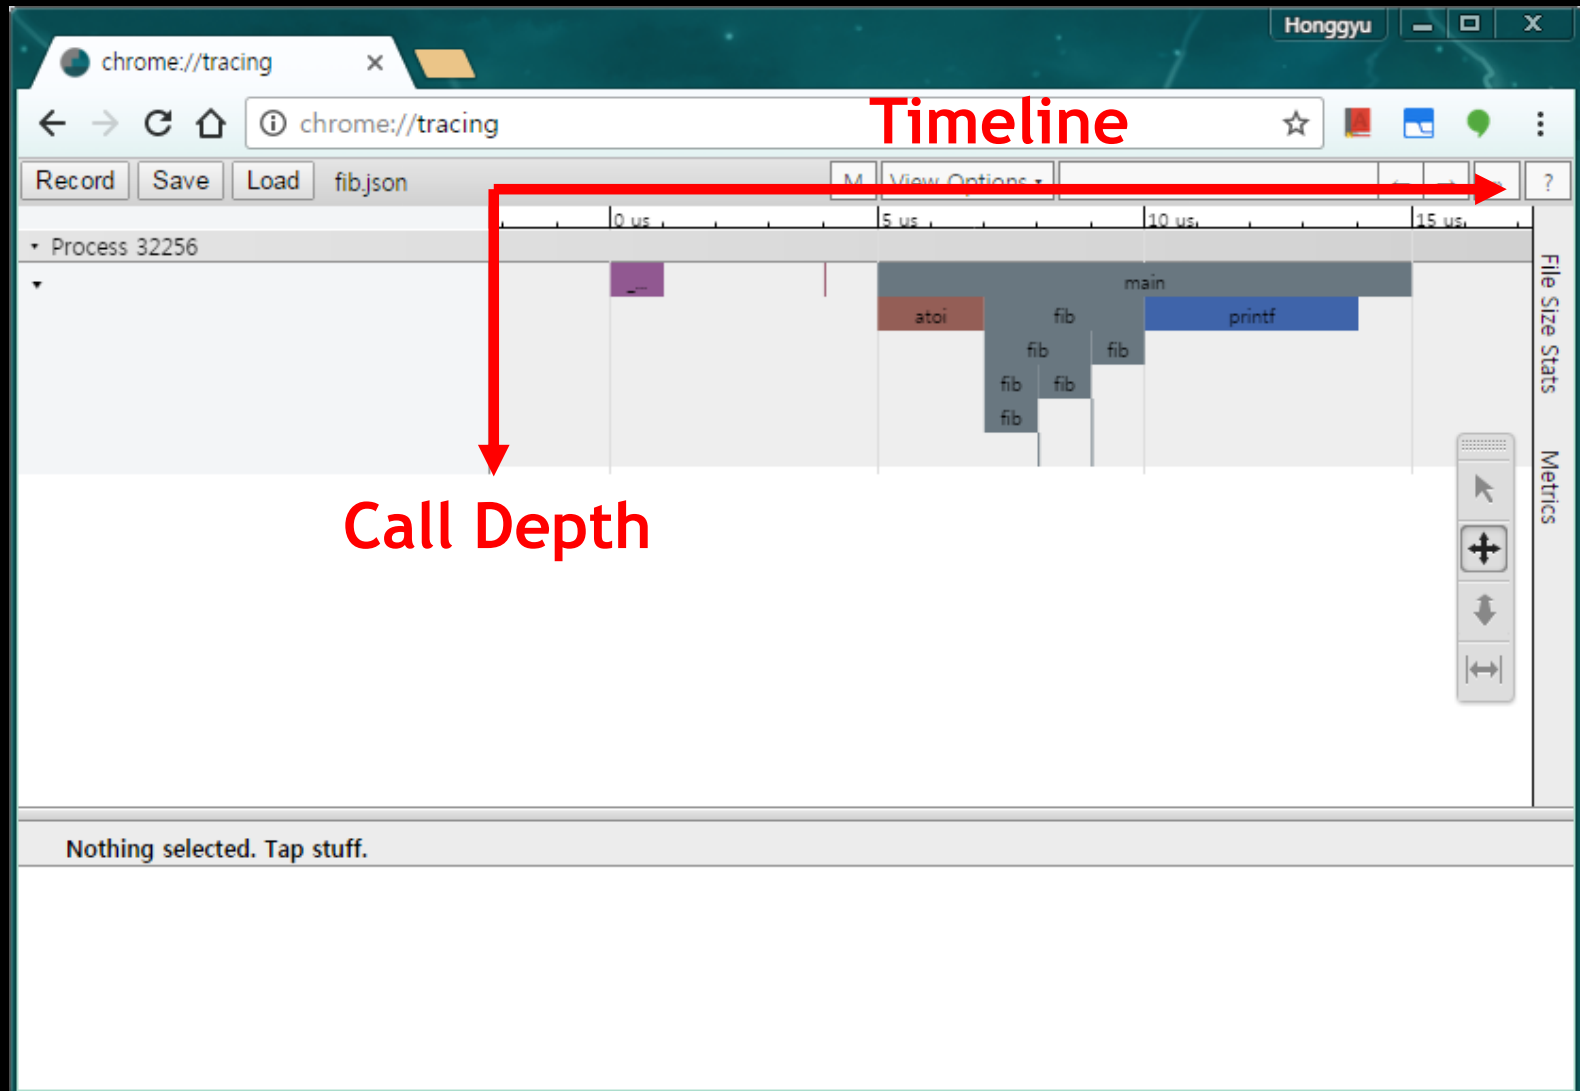 Honggyu
chrome://tracing
chrome://tracing
Timeline
Record Save Load fib.json M View Options ?
0 us 5 us 10 us 15 us
Process 32256
_... main
atoi fib printf
fib fib
fib fib
fib
File Size Stats
Metrics
Call Depth
Nothing selected. Tap stuff.